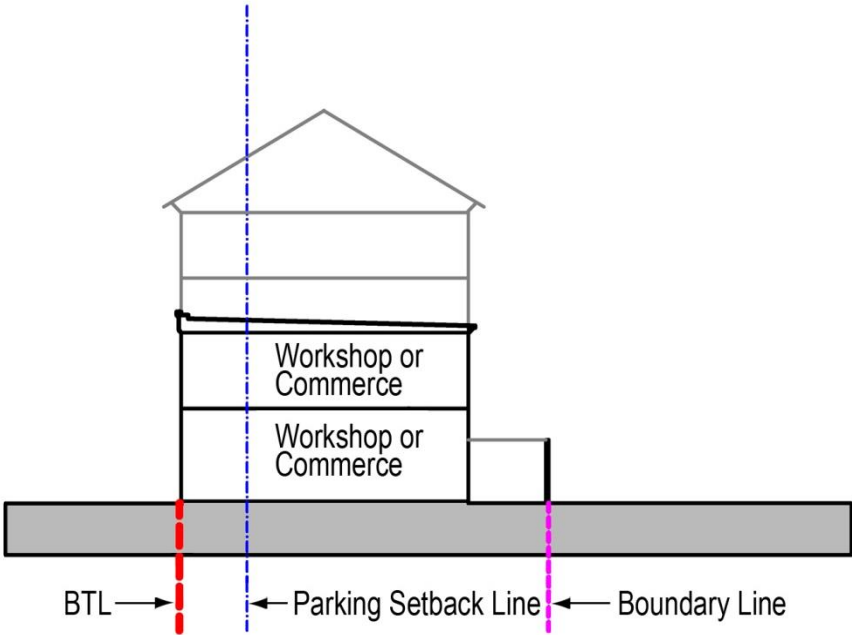 Workshop or
Commerce
Workshop or
Commerce
BTL
Parking Setback Line
Boundary Line